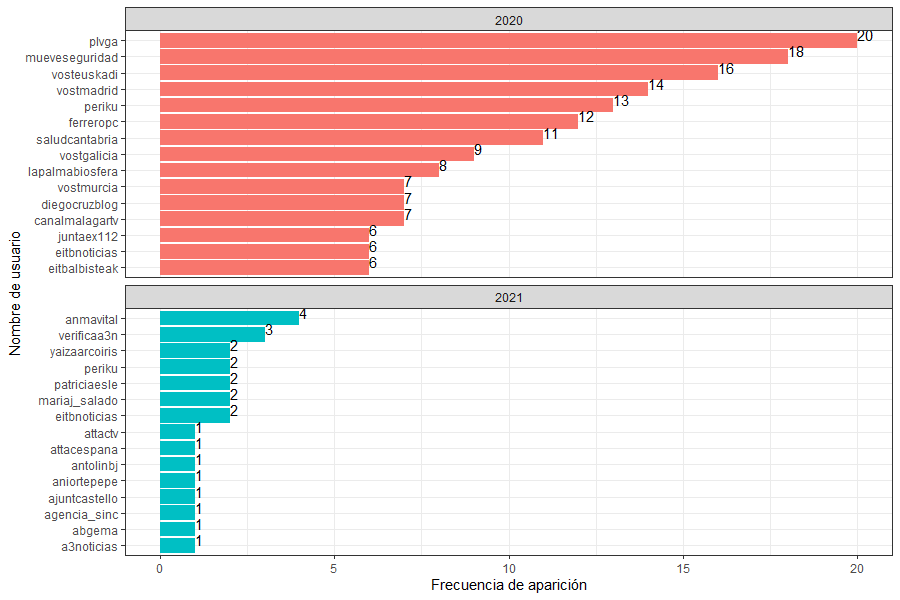 2020
plvga 20
mueveseguridad 18
vosteuskadi 16
vostmadrid 14
periku 13
ferreropc 12
saludcantabria 11
vostgalicia 9
lapalmabiosfera 8
vostmurcia 7
diegocruzblog 7
canalmalagartv 7
juntaex112 6
eitbnoticias 6
eitbalbisteak 6
Nombre de usuario
2021
anmavital 4
verificaa3n 3
yaizaarcoiris 2
periku 2
patriciaesle 2
mariaj_salado 2
eitbnoticias 2
attactv 1
attacespana 1
antolinbj 1
aniortepepe 1
ajuntcastello 1
agencia_sinc 1
abgema 1
a3noticias 1
0 5 10 15 20
Frecuencia de aparición